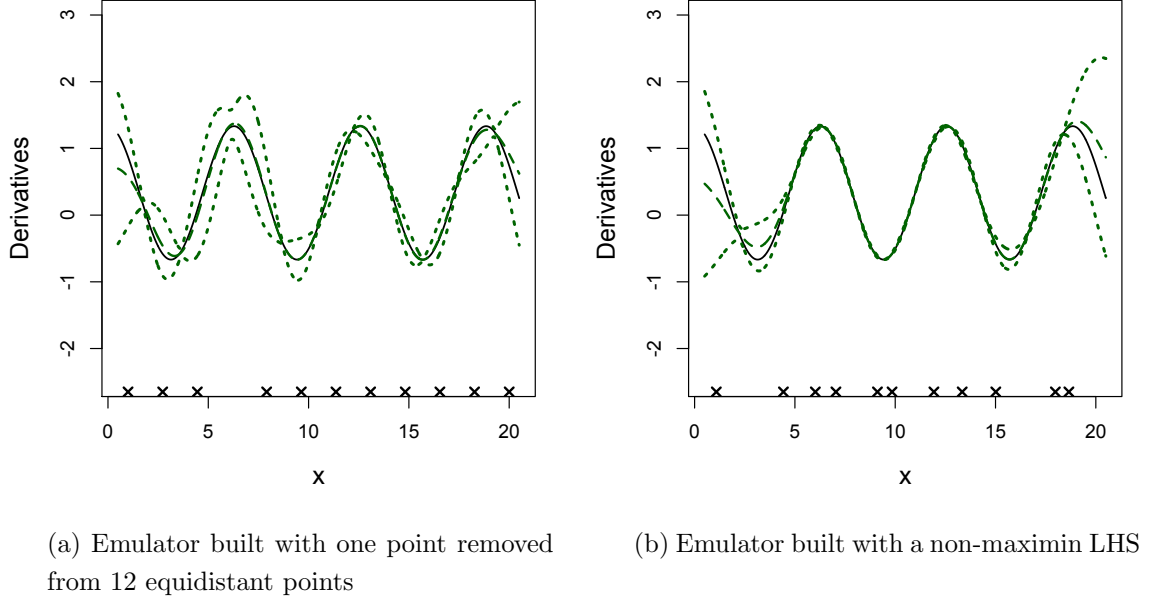 3
2
1
0
-1
-2
Derivatives
0 5 10 15 20
x
3
2
1
0
-1
-2
Derivatives
0 5 10 15 20
x
(a) Emulator built with one point removed
from 12 equidistant points
(b) Emulator built with a non-maximin LHS